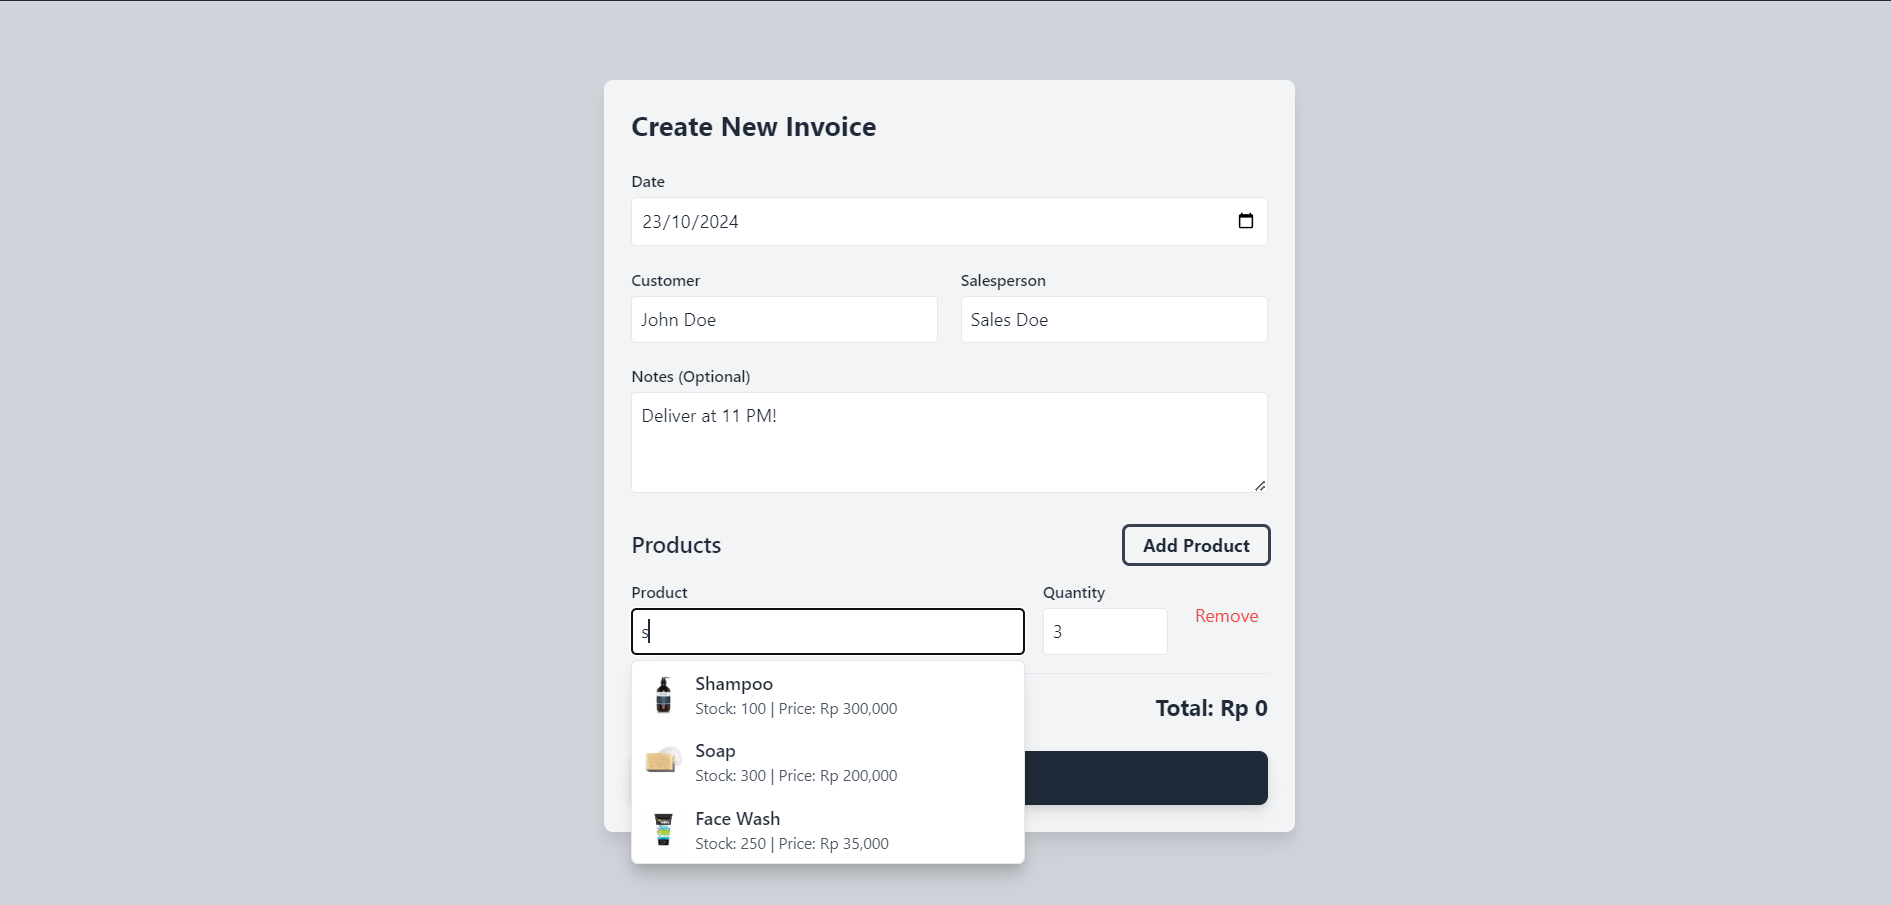 Create New Invoice
Date
23/10/2024
Customer
Salesperson
John Doe
Sales Doe
Notes (Optional)
Deliver at 11 PM!
Products
Add Product
Product
Quantity
s
3
Remove
Shampoo
Stock: 100 | Price: Rp 300,000
Total: Rp 0
Soap
Stock: 300 | Price: Rp 200,000
Face Wash
Stock: 250 | Price: Rp 35,000